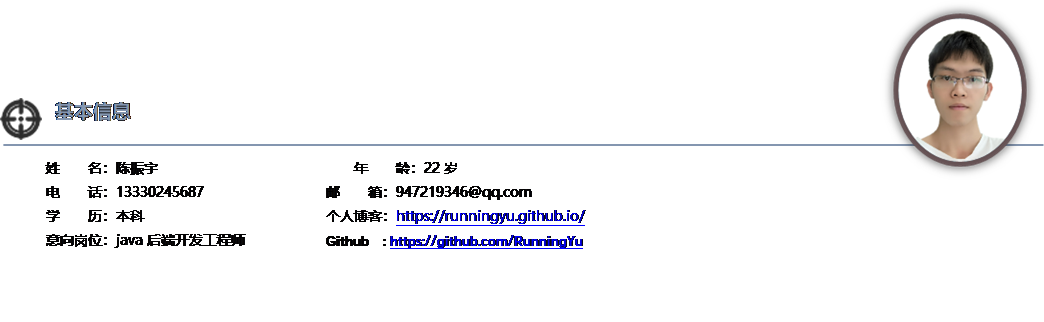 基本信息
姓 名：陈振宇 年 龄：22 岁
电 话：13330245687 邮 箱：947219346@qq.com
学 历：本科 个人博客：https://runningyu.github.io/
意向岗位：java 后端开发工程师 Github : https://github.com/RunningYu